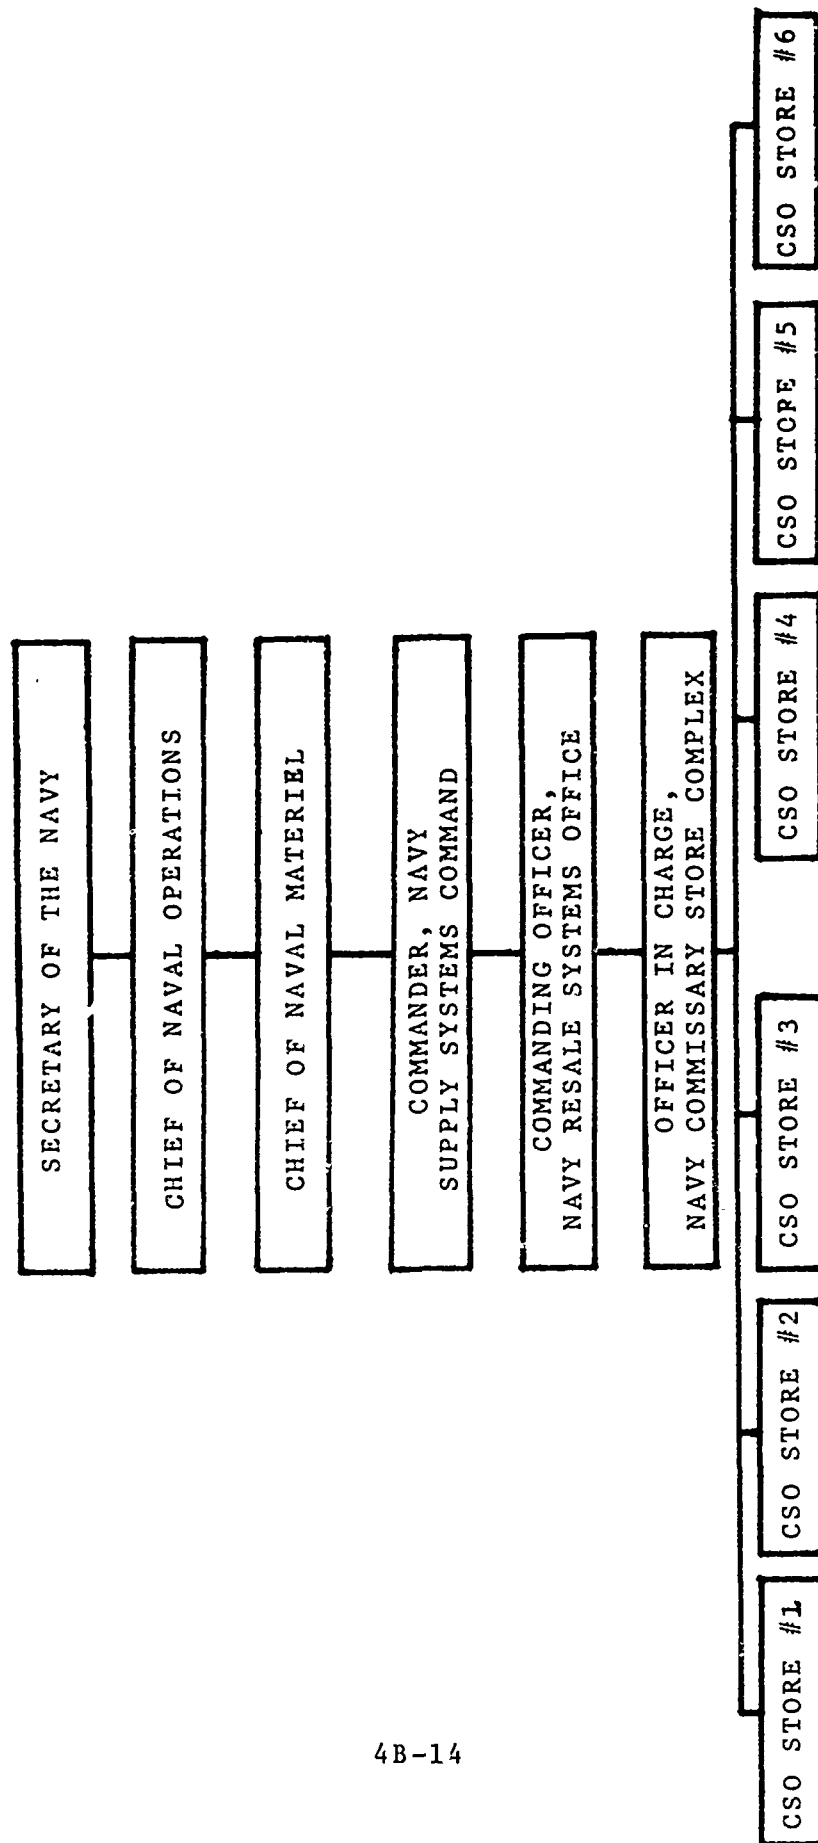 SECRETARY OF THE NAVY
CHIEF OF NAVAL OPERATIONS
CHIEF OF NAVAL MATERIEL
COMMANDER, NAVY
SUPPLY SYSTEMS COMMAND
COMMANDING OFFICER,
NAVY RESALE SYSTEMS OFFICE
OFFICER IN CHARGE,
NAVY COMMISSARY STORE COMPLEX
CSO STORE #1
CSO STORE #2
CSO STORE #3
CSO STORE #4
CSO STORE #5
CSO STORE #6
4B-14